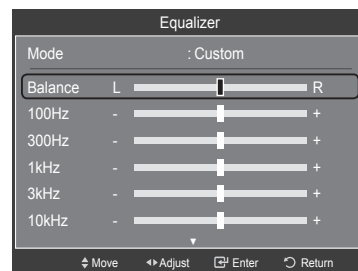 Equalizer
Mode : Custom
Balance L R
100Hz - +
300Hz - +
1kHz - +
3kHz - +
10kHz - +
Move Adjust Enter Return